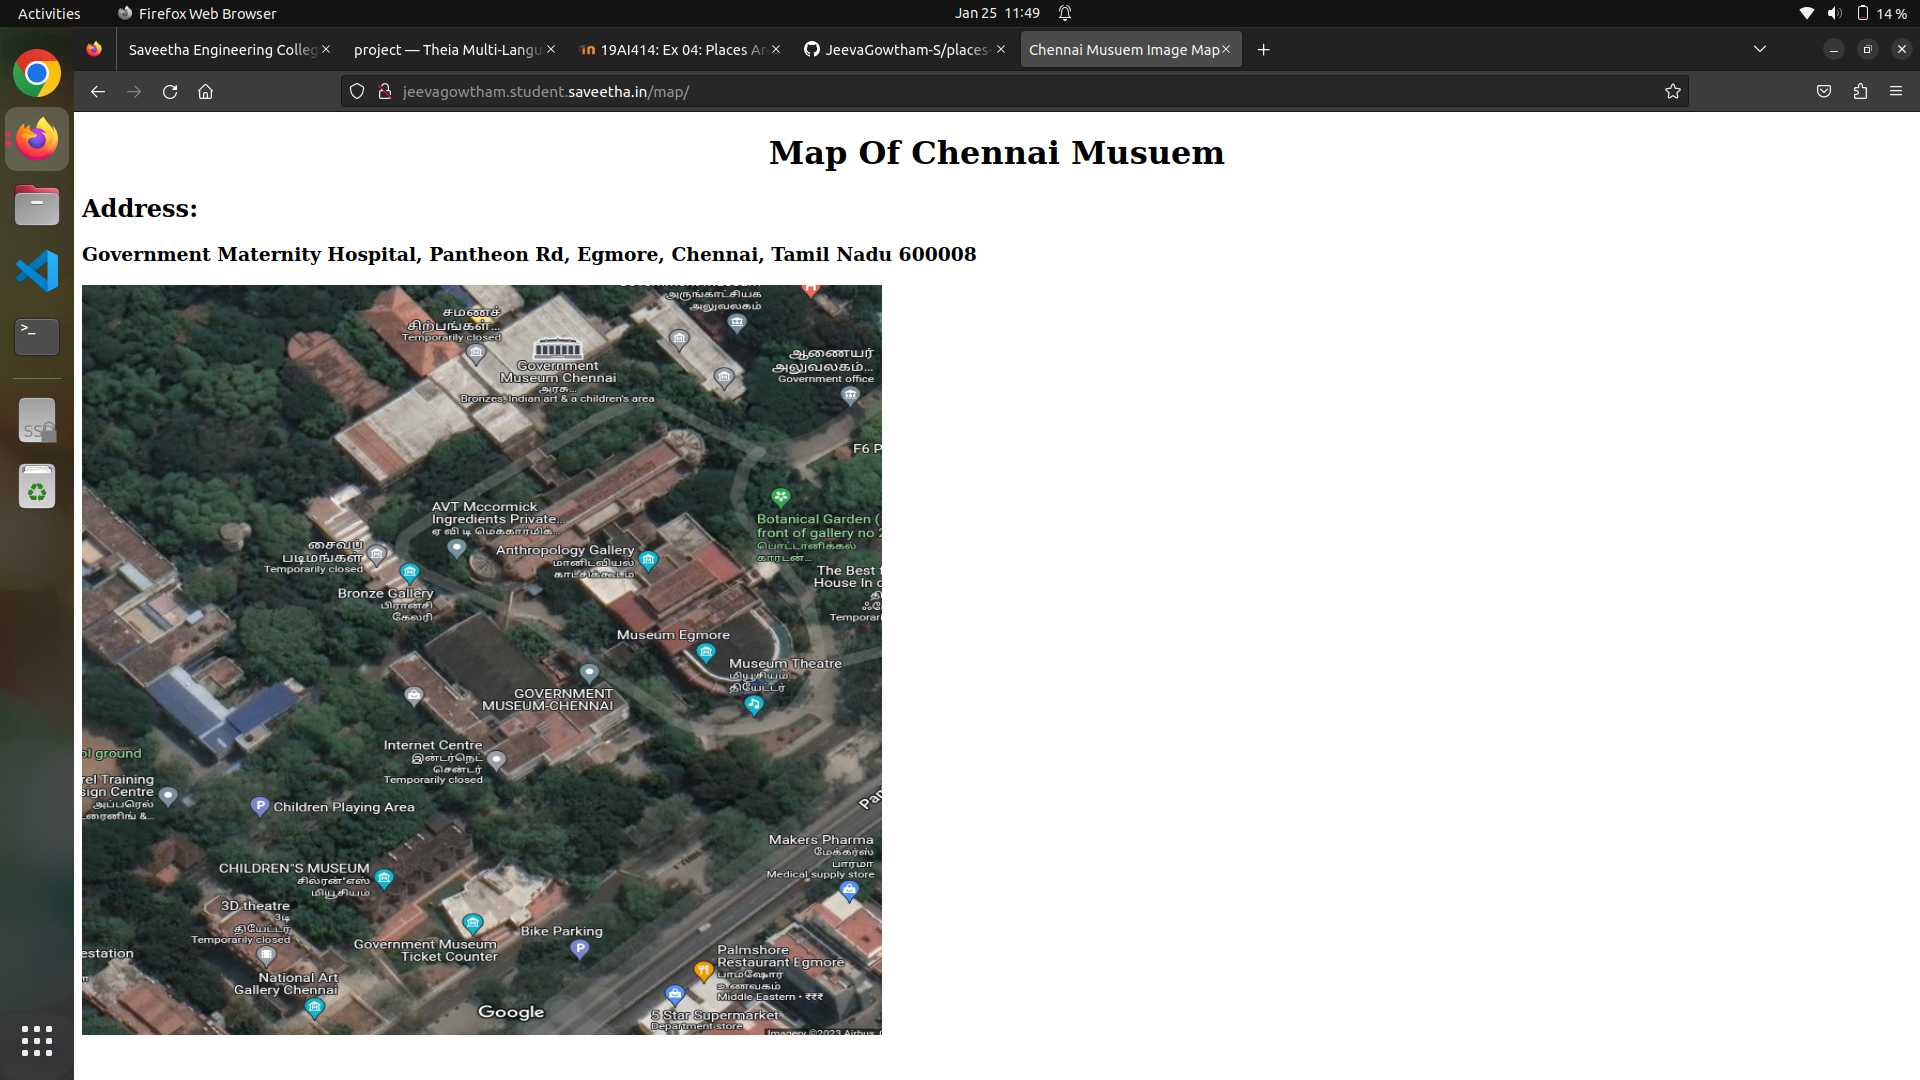 Activities
Firefox Web Browser
Jan 25 11:49
14 %
Saveetha Engineering Colleg
project — Theia Multi-Langu
19AI414: Ex 04: Places Aro
JeevaGowtham-S/places-
Chennai Musuem Image Map
jeevagowtham.student.saveetha.in/map/
Map Of Chennai Musuem
Address:
Government Maternity Hospital, Pantheon Rd, Egmore, Chennai, Tamil Nadu 600008
அருங்காட்சியக
அலுவலகம்
சமணச்
சிற்பங்கள்...
Temporarily closed
Government
Museum Chennai
அரசு...
Bronzes, Indian art & a children's area
ஆணையர்
அலுவலகம்...
Government office
F6 P
AVT Mccormick
Ingredients Private...
ஏ வி டி மெக்கார்மிக்...
Botanical Garden (
front of gallery no 2
பொட்டானிக்கல்
கார்டன்...
சைவப்
படிமங்கள்
Temporarily closed
Anthropology Gallery
மானிடவியல்
காட்சிக்கூடம்
The Best f
House In c
Temporari
Bronze Gallery
பிரான்சி
கேலரி
Museum Egmore
Museum Theatre
மியூசியம்
தியேட்டர்
GOVERNMENT
MUSEUM-CHENNAI
Internet Centre
இன்டர்நெட்
சென்டர்
Temporarily closed
ol ground
rel Training
sign Centre
அப்பரெல்
ட்ரைனிங் &...
Children Playing Area
Pan
Makers Pharma
மேக்கர்ஸ்
பார்மா
Medical supply store
CHILDREN"S MUSEUM
சில்ரன்"எஸ்
மியூசியம்
3D theatre
3டி
தியேட்டர்
Temporarily closed
Government Museum
Ticket Counter
Bike Parking
estation
National Art
Gallery Chennai
Palmshore
Restaurant Egmore
பாம்ஷோர்
உணவகம்
Middle Eastern • ₹₹₹
Google
5 Star Supermarket
Department store
Imagery ©2023 Airbus, C